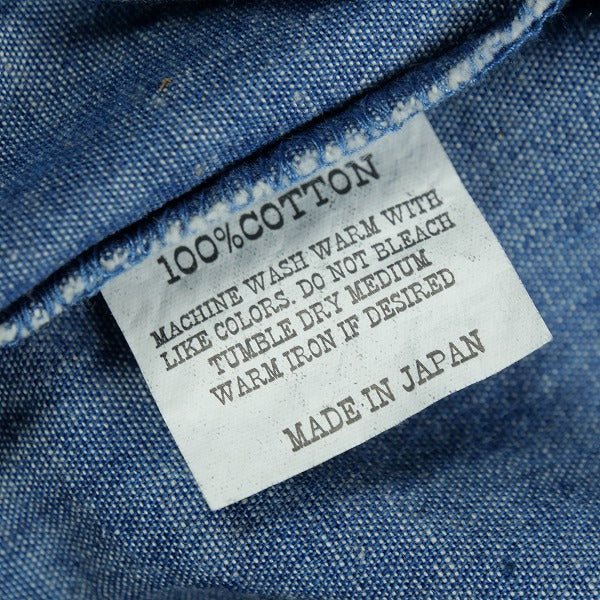 100%COTTON
MACHINE WASH WARM WITH
LIKE COLORS. DO NOT BLEACH
TUMBLE DRY MEDIUM
WARM IRON IF DESIRED
MADE IN JAPAN